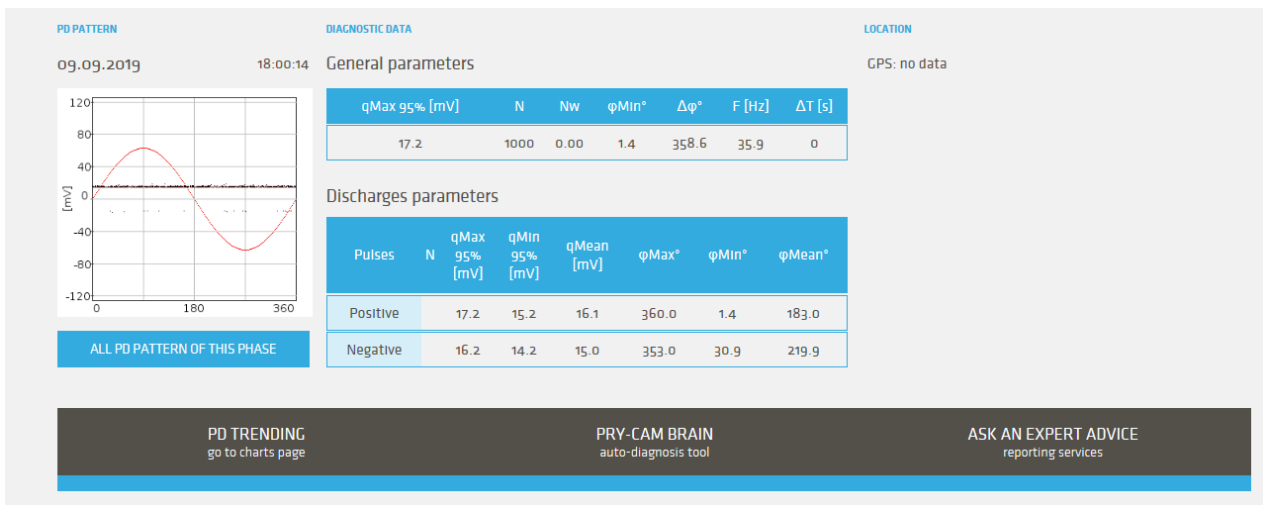 PD PATTERN
09.09.2019 18:00:14
120
80
40
0
-40
-80
-120
[mV]
0 180 360
ALL PD PATTERN OF THIS PHASE
DIAGNOSTIC DATA
General parameters
qMax 95% [mV] N Nw φMin° Δφ° F [Hz] ΔT [s]
17.2 1000 0.00 1.4 358.6 35.9 0
Discharges parameters
Pulses N qMax 95% [mV] qMin 95% [mV] qMean [mV] φMax° φMin° φMean°
Positive 17.2 15.2 16.1 360.0 1.4 183.0
Negative 16.2 14.2 15.0 353.0 30.9 219.9
LOCATION
GPS: no data
PD TRENDING
go to charts page
PRY-CAM BRAIN
auto-diagnosis tool
ASK AN EXPERT ADVICE
reporting services